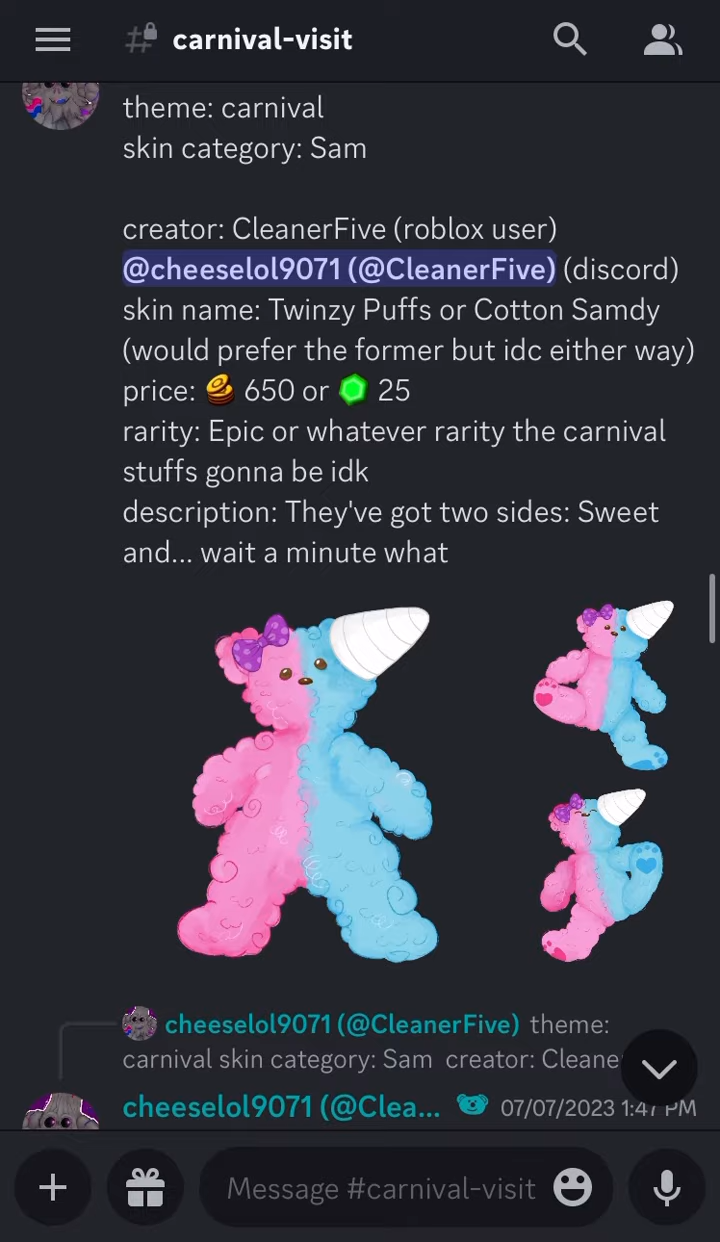 carnival-visit
theme: carnival
skin category: Sam
creator: CleanerFive (roblox user)
@cheeselol9071 (@CleanerFive) (discord)
skin name: Twinzy Puffs or Cotton Samdy
(would prefer the former but idc either way)
price: 650 or 25
rarity: Epic or whatever rarity the carnival
stuffs gonna be idk
description: They've got two sides: Sweet
and... wait a minute what
cheeselol9071 (@CleanerFive) theme:
carnival skin category: Sam creator: Cleane
cheeselol9071 (@Clea... 07/07/2023 1:47 PM
Message #carnival-visit